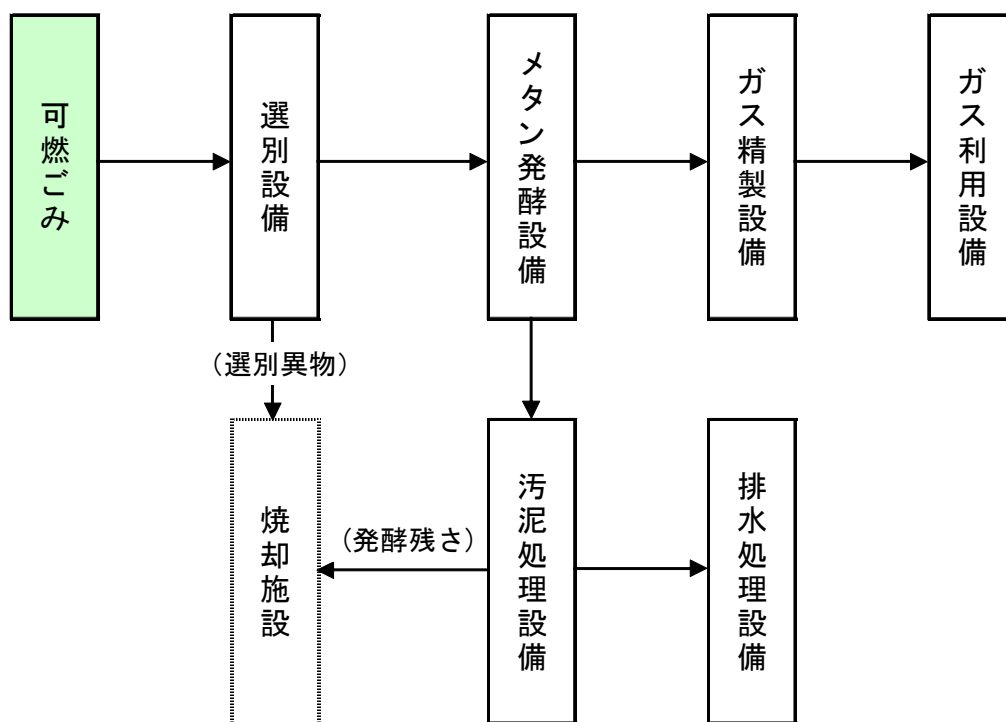 可燃ごみ
選別設備
メタン発酵設備
ガス精製設備
ガス利用設備
（選別異物）
焼却施設
（発酵残さ）
汚泥処理設備
排水処理設備